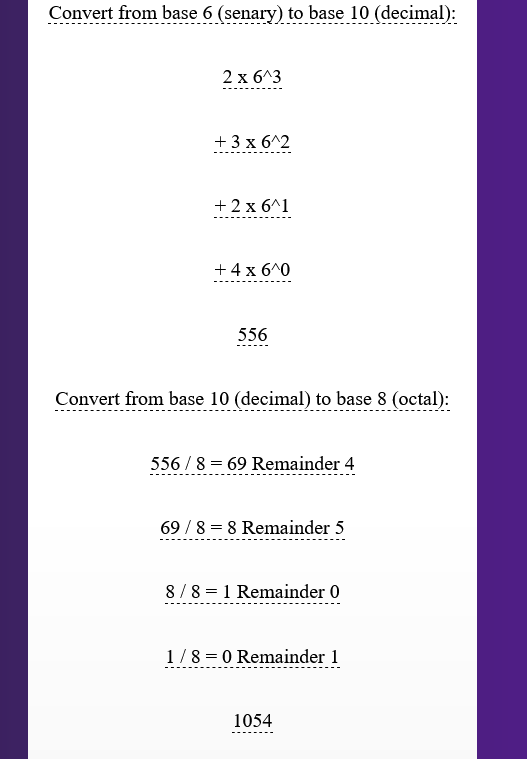 Convert from base 6 (senary) to base 10 (decimal):
2 x 6^3
+ 3 x 6^2
+ 2 x 6^1
+ 4 x 6^0
556
Convert from base 10 (decimal) to base 8 (octal):
556 / 8 = 69 Remainder 4
69 / 8 = 8 Remainder 5
8 / 8 = 1 Remainder 0
1 / 8 = 0 Remainder 1
1054